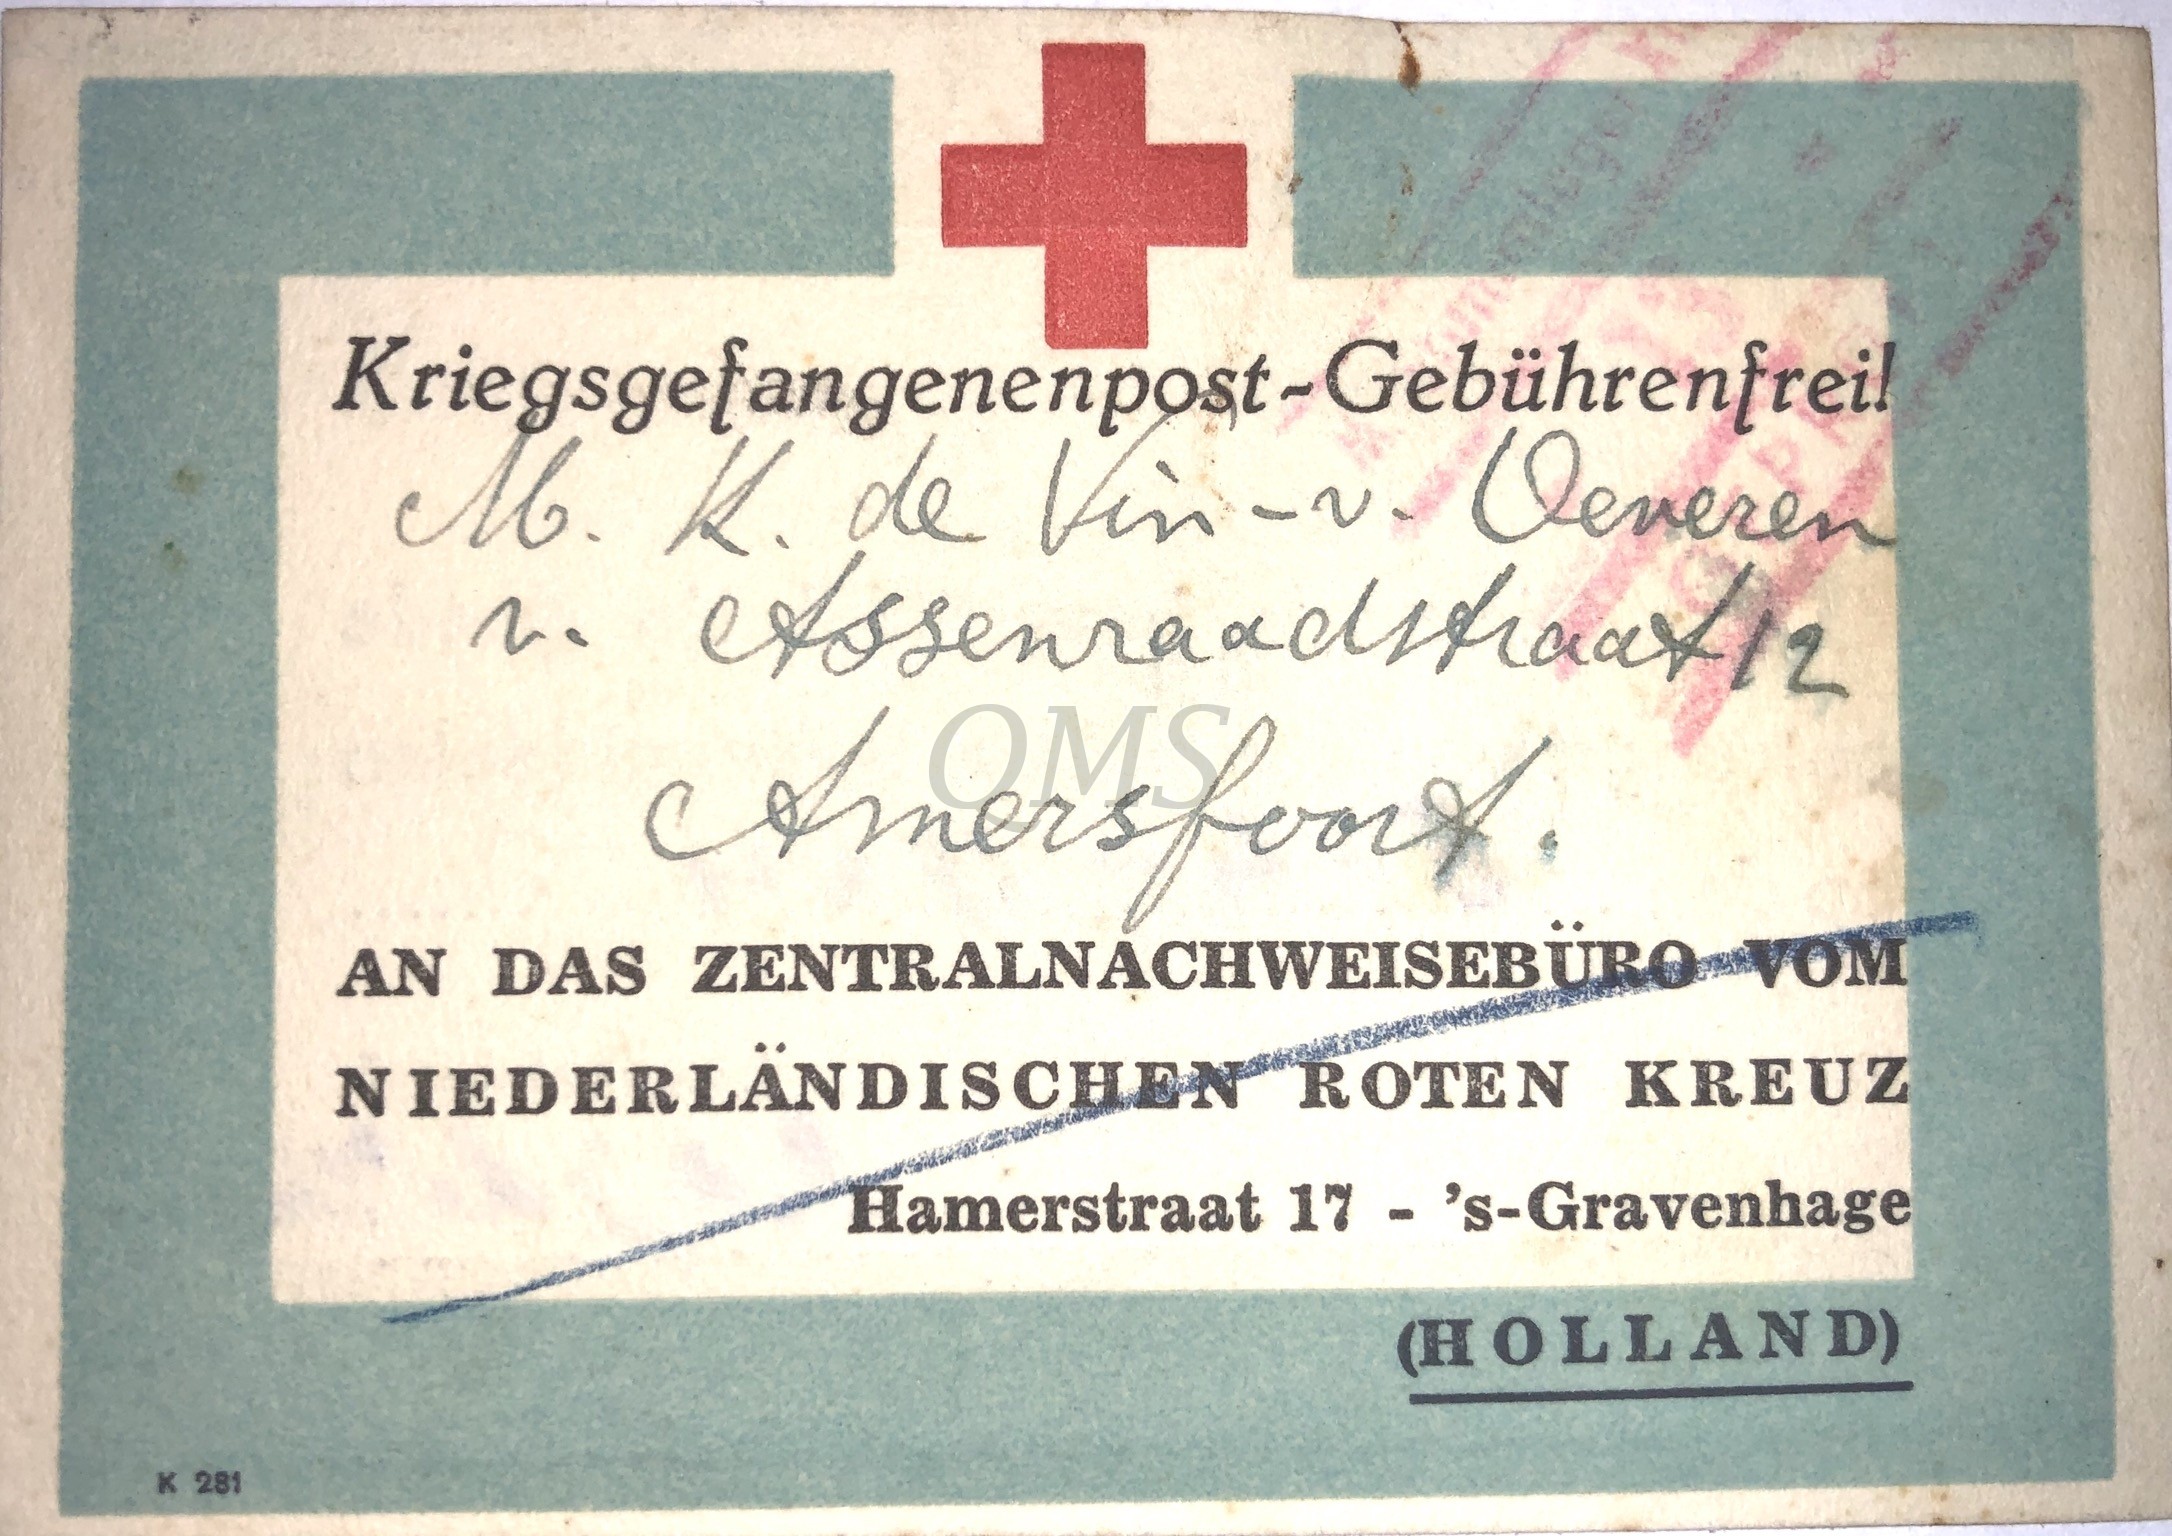 Kriegsgefangenenpost-Gebührenfrei!
M. K. de Vin - v. Oeveren
v. Assenraadstraat 12
QMS
Amersfoort.
AN DAS ZENTRALNACHWEISEBÜRO VOM
NIEDERLÄNDISCHEN ROTEN KREUZ
Hamerstraat 17 - 's-Gravenhage
(HOLLAND)
K 281